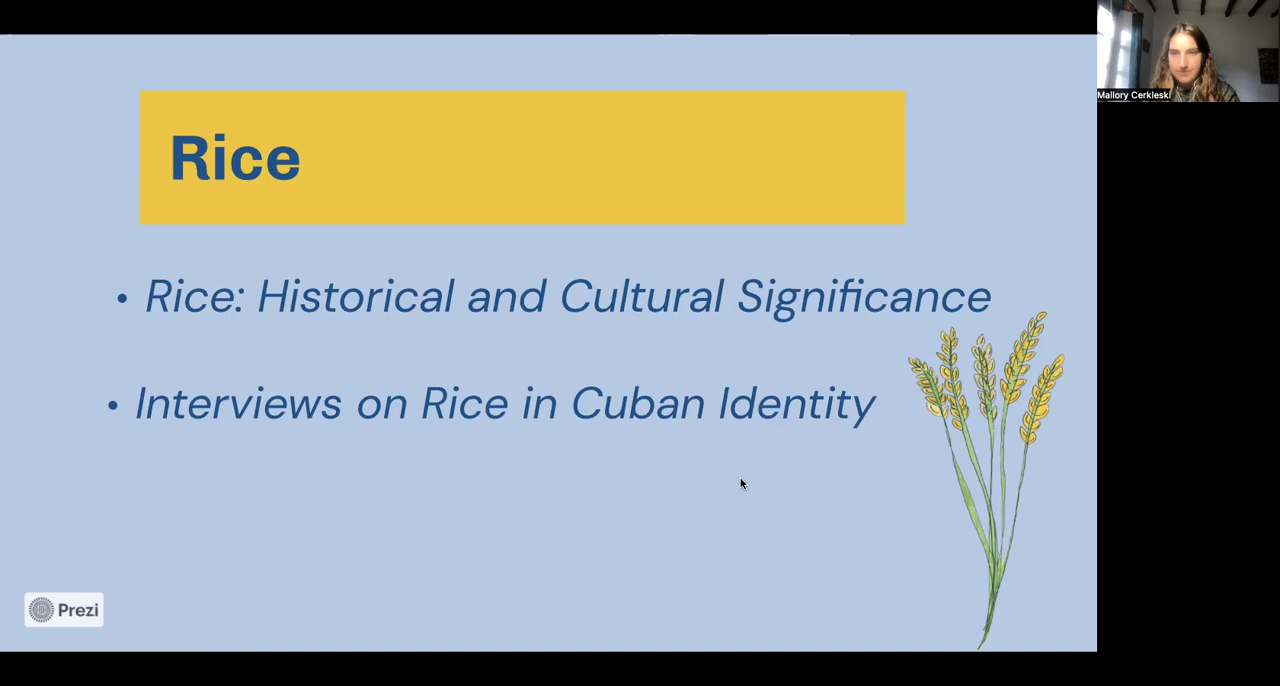 Rice
• Rice: Historical and Cultural Significance
• Interviews on Rice in Cuban Identity
Prezi
Mallory Cerkleski